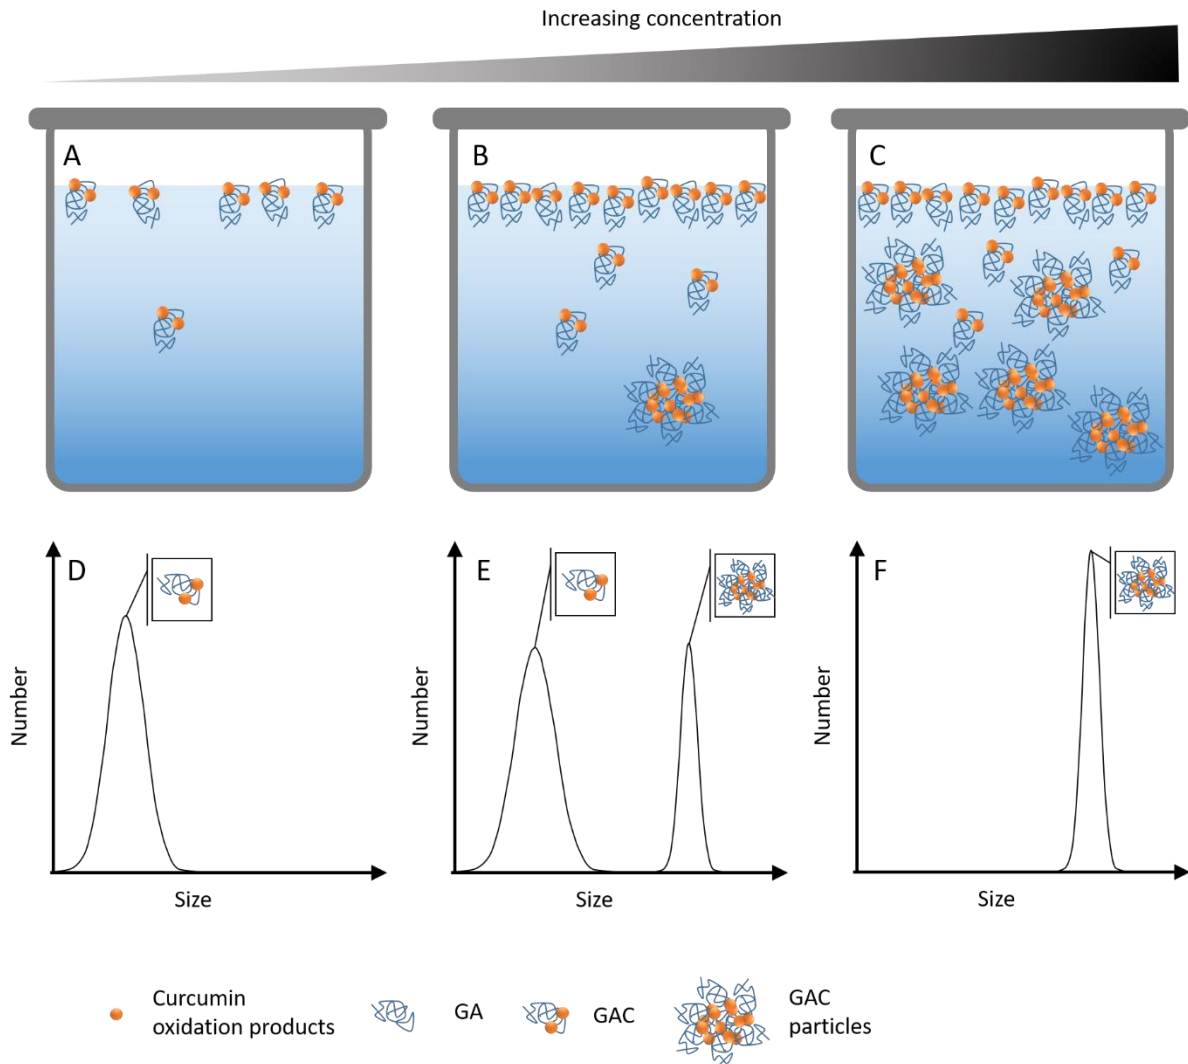 Increasing concentration
A
B
C
D
E
F
Number
Number
Number
Size
Size
Size
Curcumin
oxidation products
GA
GAC
GAC
particles